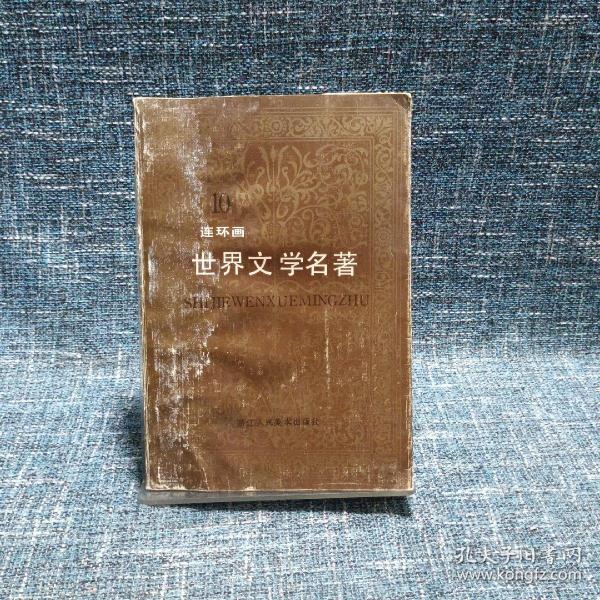 10
连环画
世界文学名著
SHIJIEWENXUEMINGZHU
浙江人民美术出版社
孔夫子旧书网
www.kongfz.com